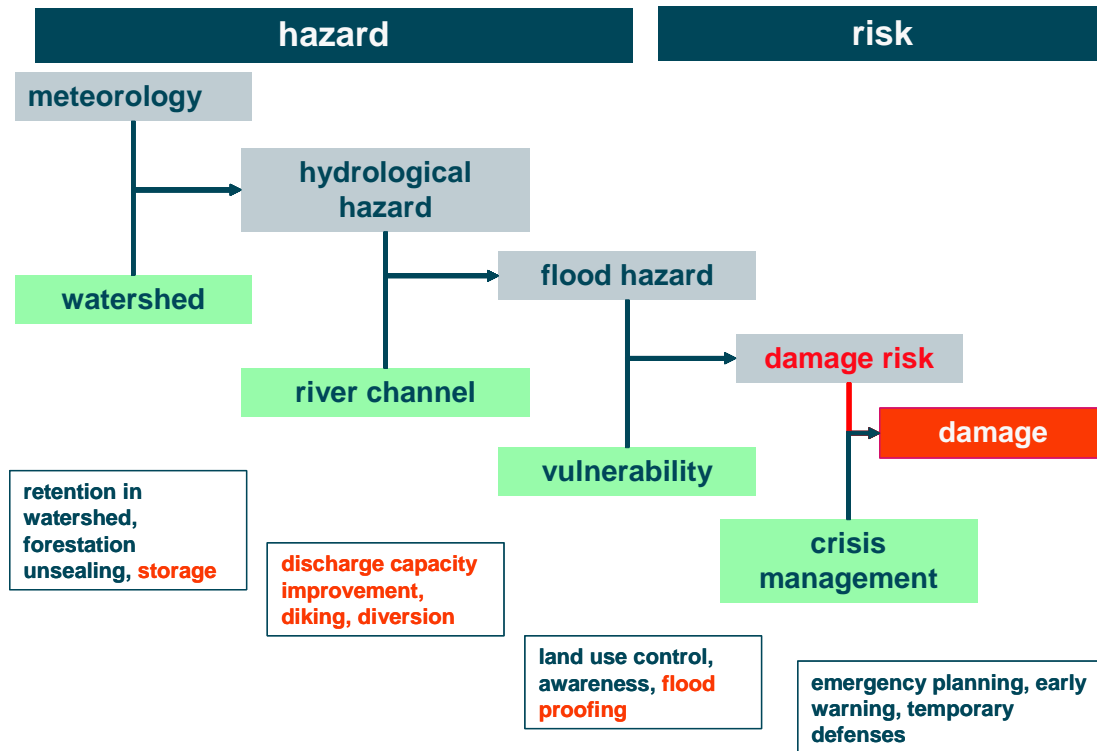 hazard
risk
meteorology
hydrological
hazard
flood hazard
watershed
damage risk
river channel
damage
vulnerability
retention in
watershed,
forestation
unsealing, storage
crisis
management
discharge capacity
improvement,
diking, diversion
land use control,
awareness, flood
proofing
emergency planning, early
warning, temporary
defenses